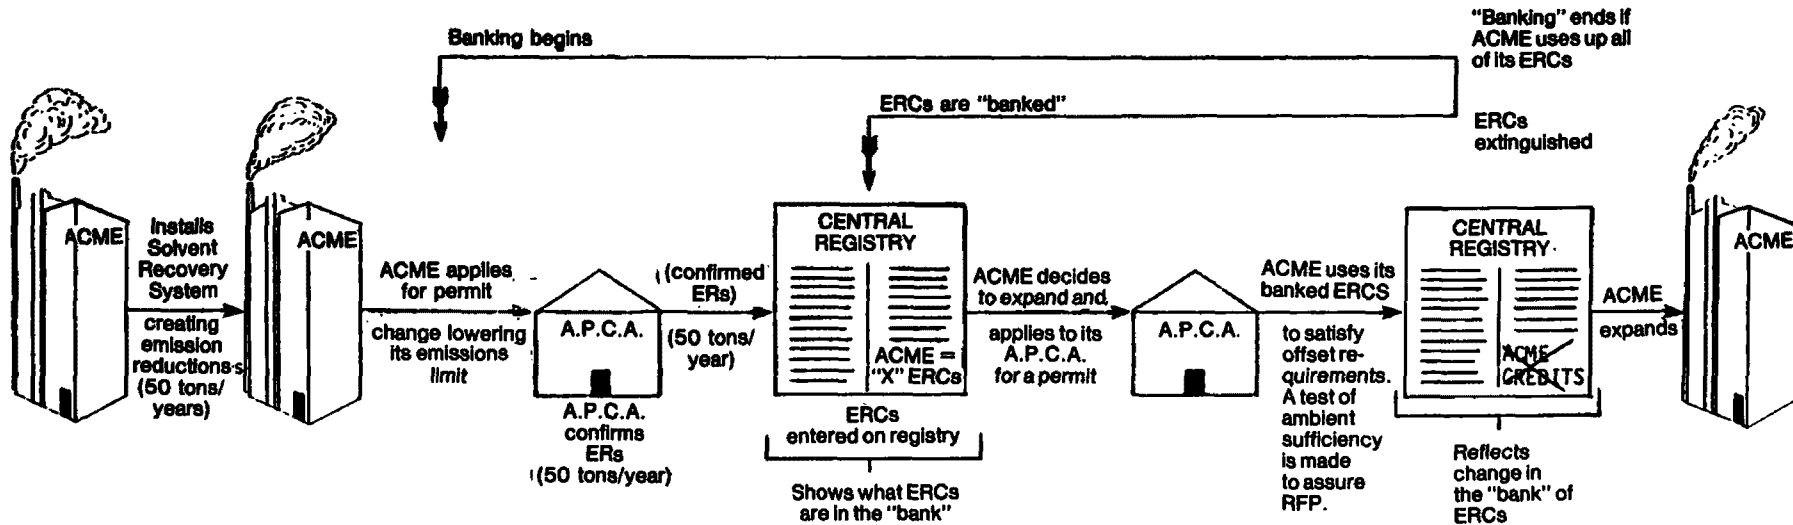 Banking begins
"Banking" ends if
ACME uses up all
of its ERCs
ERCs are "banked"
ERCs
extinguished
ACME
Installs
Solvent
Recovery
System
creating
emission
reductions
(50 tons/
years)
ACME
ACME applies
for permit
change lowering
its emissions
limit
A.P.C.A.
A.P.C.A.
confirms
ERs
(50 tons/year)
(confirmed
ERs)
(50 tons/
year)
CENTRAL
REGISTRY
ACME =
"X" ERCs
ERCs
entered on registry
Shows what ERCs
are in the "bank"
ACME decides
to expand and
applies to its
A.P.C.A.
for a permit
A.P.C.A.
ACME uses its
banked ERCS
to satisfy
offset re-
quirements.
A test of
ambient
sufficiency
is made
to assure
RFP.
CENTRAL
REGISTRY
ACME
CREDITS
Reflects
change in
the "bank" of
ERCs
ACME
expands
ACME